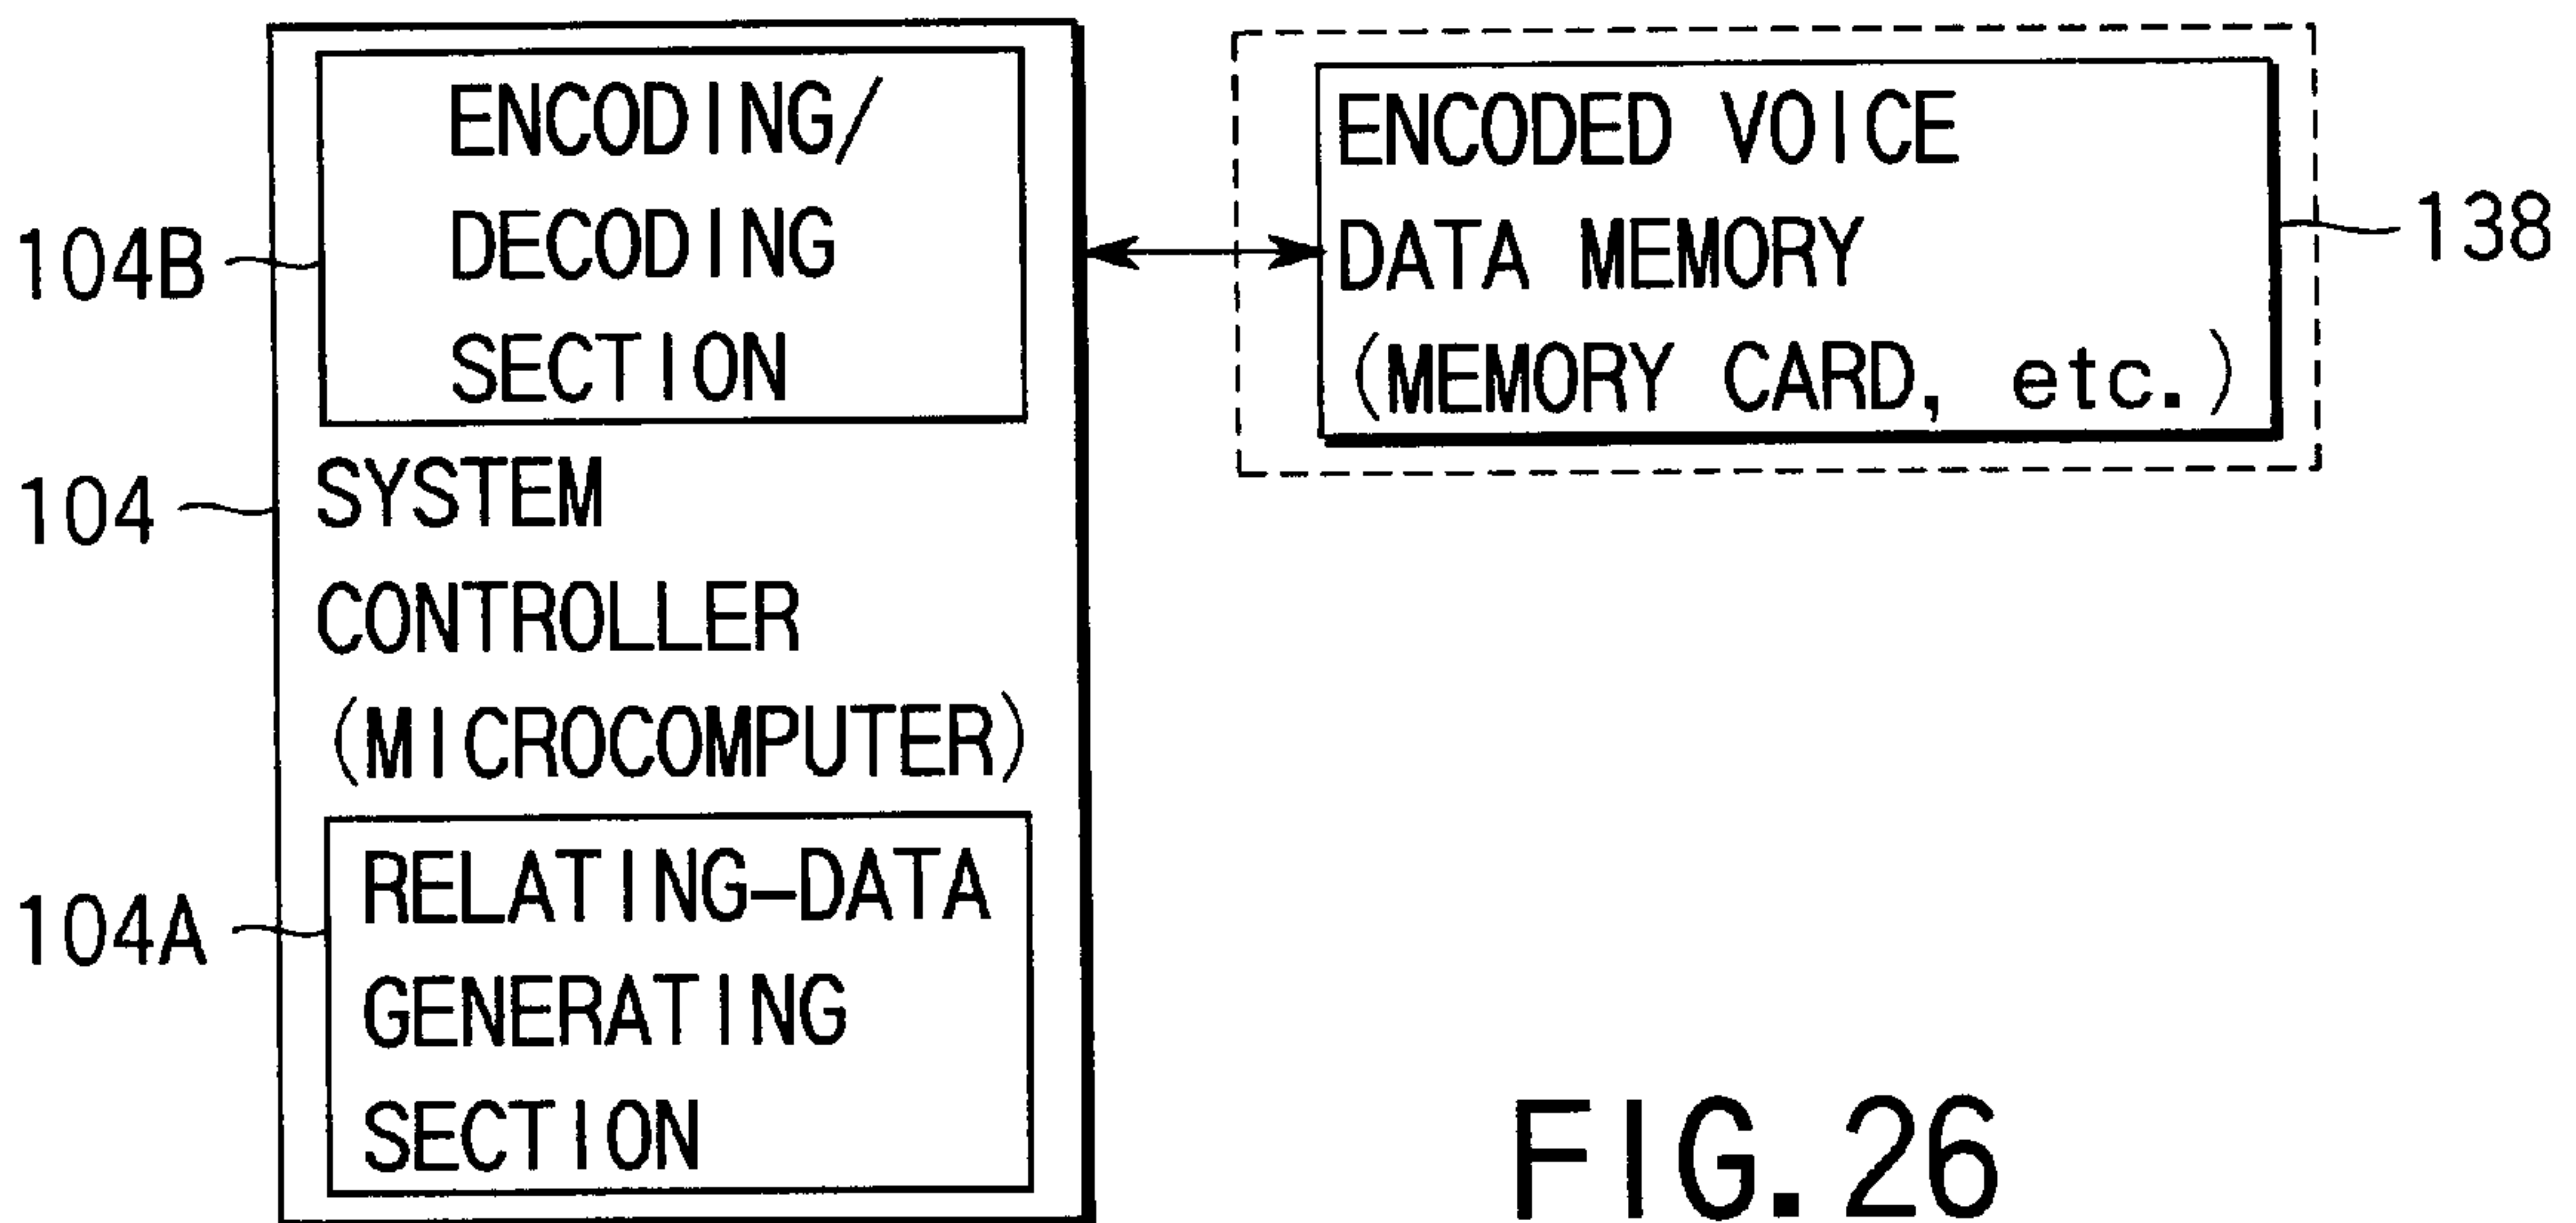 ENCODING/
DECODING
SECTION
104B
SYSTEM
CONTROLLER
(MICROCOMPUTER)
104
RELATING-DATA
GENERATING
SECTION
104A
ENCODED VOICE
DATA MEMORY
(MEMORY CARD, etc.)
138
FIG. 26